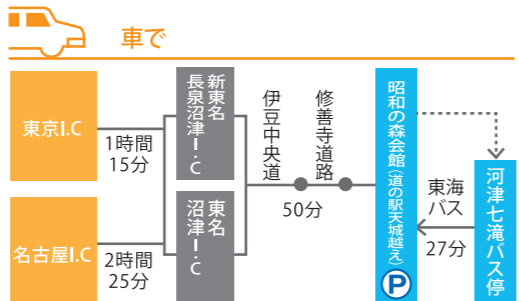 車で
東京I.C
1時間
15分
名古屋I.C
2時間
25分
新東名
長泉沼津I.C
東名
沼津I.C
伊豆中央道
修善寺道路
50分
昭和の森会館(道の駅天城越え)
P
東海
バス
27分
河津七滝バス停